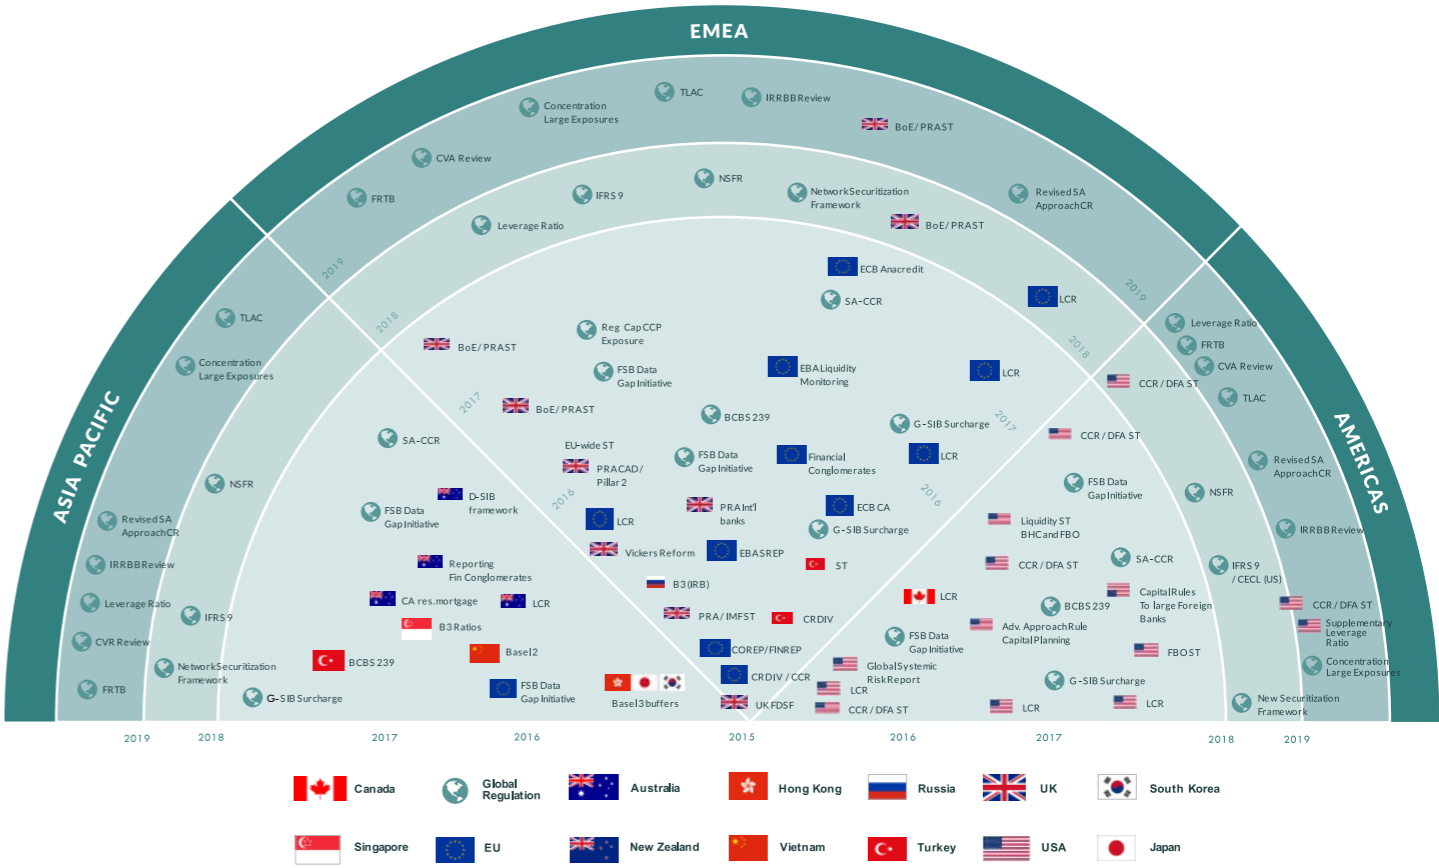 EMEA
ASIA PACIFIC
AMERICAS
TLAC
IRRBB Review
Concentration
Large Exposures
BoE/ PRAST
CVA Review
FRTB
NSFR
IFRS 9
Network Securitization
Framework
Revised SA
Approach CR
Leverage Ratio
BoE/ PRAST
2019
2018
2017
2016
ECB Anacredit
SA-CCR
LCR
2019
2018
2017
2016
Reg Cap CCP
Exposure
BoE/ PRAST
FSB Data
Gap Initiative
EBA Liquidity
Monitoring
LCR
BoE/ PRAST
BCBS 239
G-SIB Surcharge
EU-wide ST
PRA CAD /
Pillar 2
FSB Data
Gap Initiative
Financial
Conglomerates
LCR
PRA Int'l
banks
ECB CA
LCR
G-SIB Surcharge
Vickers Reform
EBA SREP
ST
B3 (IRB)
PRA/ IMFST
CRDIV
COREP/FINREP
CRDIV / CCR
UK FDSF
TLAC
Concentration
Large Exposures
SA-CCR
NSFR
D-SIB
framework
FSB Data
Gap Initiative
Revised SA
Approach CR
IRRBB Review
Reporting
Fin Conglomerates
Leverage Ratio
CA res. mortgage
LCR
IFRS 9
B3 Ratios
CVR Review
Basel 2
BCBS 239
Network Securitization
Framework
FRTB
G-SIB Surcharge
FSB Data
Gap Initiative
Basel 3 buffers
Leverage Ratio
FRTB
CVA Review
CCR / DFA ST
TLAC
CCR / DFA ST
Revised SA
Approach CR
FSB Data
Gap Initiative
NSFR
Liquidity ST
BHC and FBO
IRRBB Review
CCR / DFA ST
SA-CCR
IFRS 9
/ CECL (US)
LCR
BCBS 239
Capital Rules
To large Foreign
Banks
CCR / DFA ST
Adv. Approach Rule
Capital Planning
Supplementary
Leverage
Ratio
FSB Data
Gap Initiative
FBO ST
Global Systemic
Risk Report
Concentration
Large Exposures
G-SIB Surcharge
LCR
CCR / DFA ST
LCR
LCR
New Securitization
Framework
2019
2018
2017
2016
2015
2016
2017
2018
2019
Canada
Global
Regulation
Australia
Hong Kong
Russia
UK
South Korea
Singapore
EU
New Zealand
Vietnam
Turkey
USA
Japan